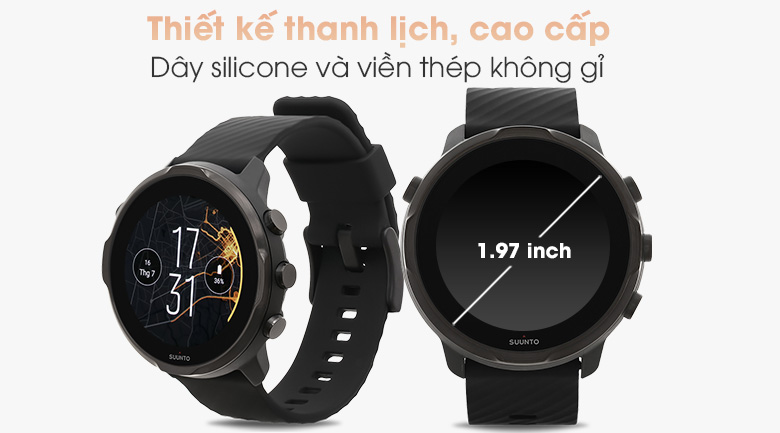 Thiết kế thanh lịch, cao cấp
Dây silicone và viền thép không gỉ
16
Thg 7
17
31
36%
SUUNTO
1.97 inch
SUUNTO